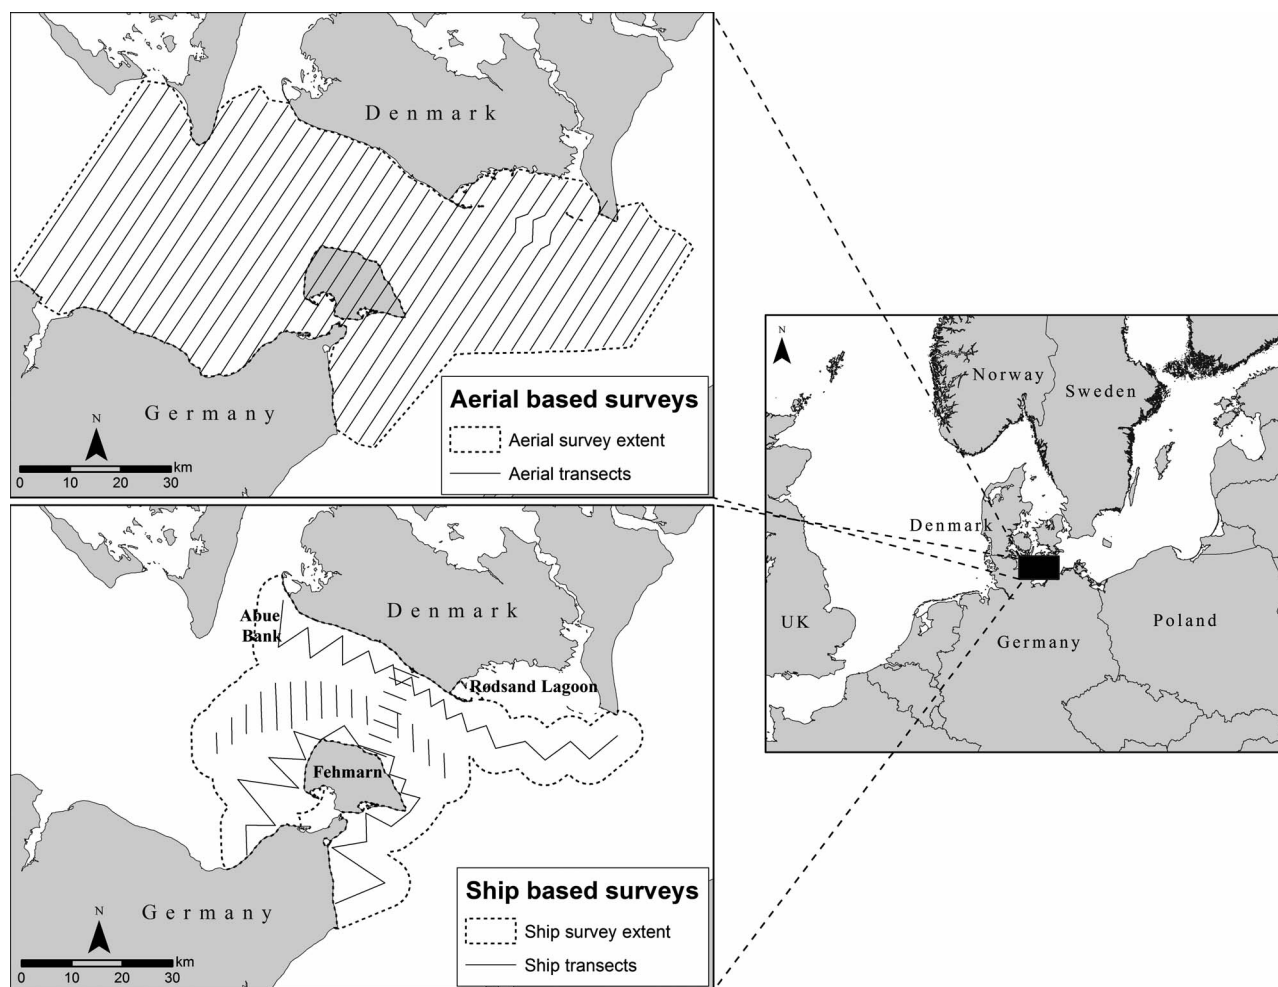 Denmark
Germany
N
km
0 10 20 30
Aerial based surveys
Aerial survey extent
Aerial transects
Abue
Bank
Denmark
Rødsand Lagoon
Fehmarn
Germany
N
km
0 10 20 30
Ship based surveys
Ship survey extent
Ship transects
N
Norway
Sweden
Denmark
UK
Germany
Poland